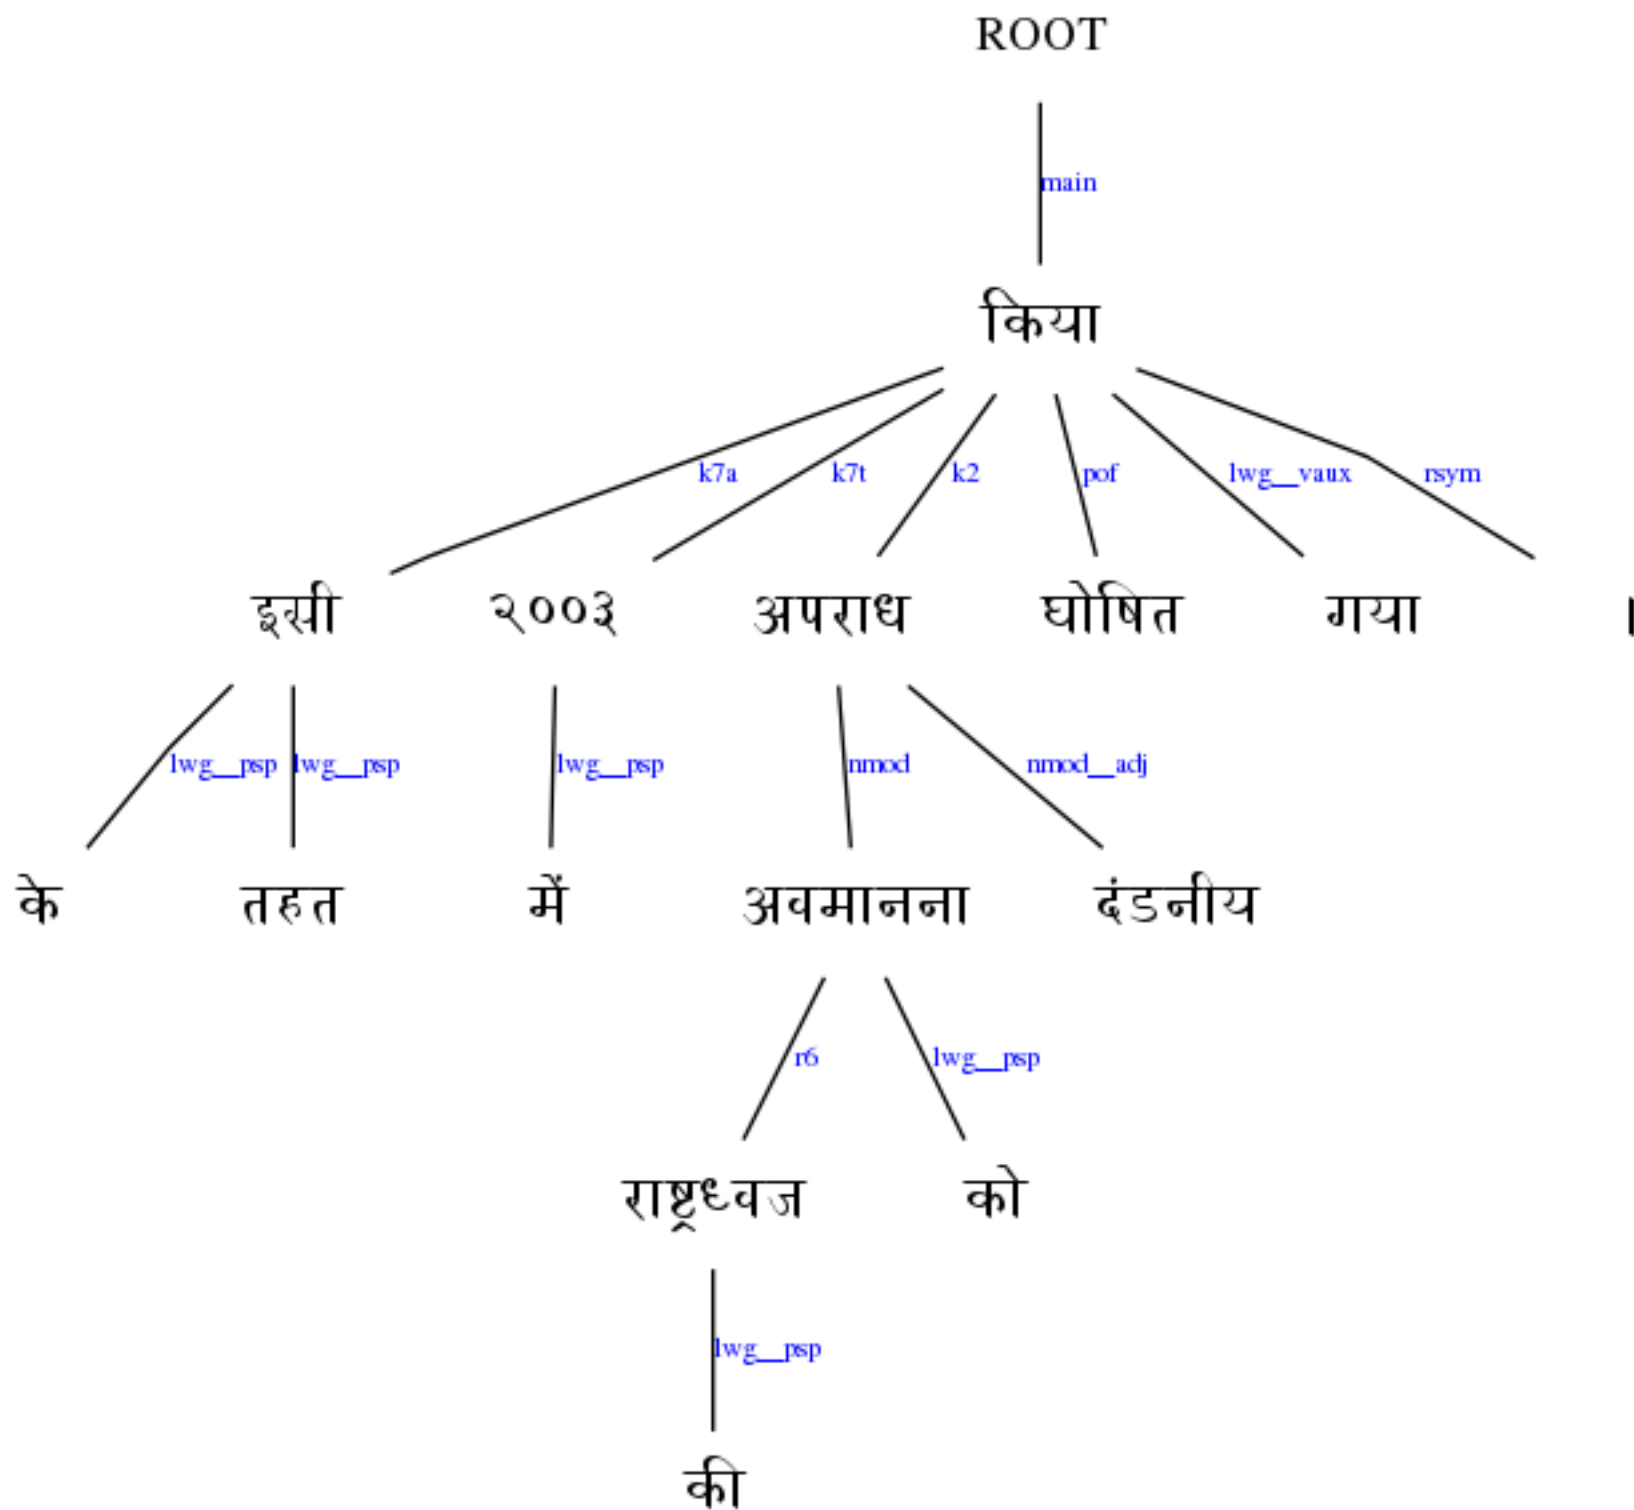 ROOT
main
किया
k7a k7t k2 pof lwg__vaux rsym
इसी २००३ अपराध घोषित गया ।
lwg__psp lwg__psp lwg__psp nmod nmod__adj
के तहत में अवमानना दंडनीय
r6 lwg__psp
राष्ट्रध्वज को
lwg__psp
की